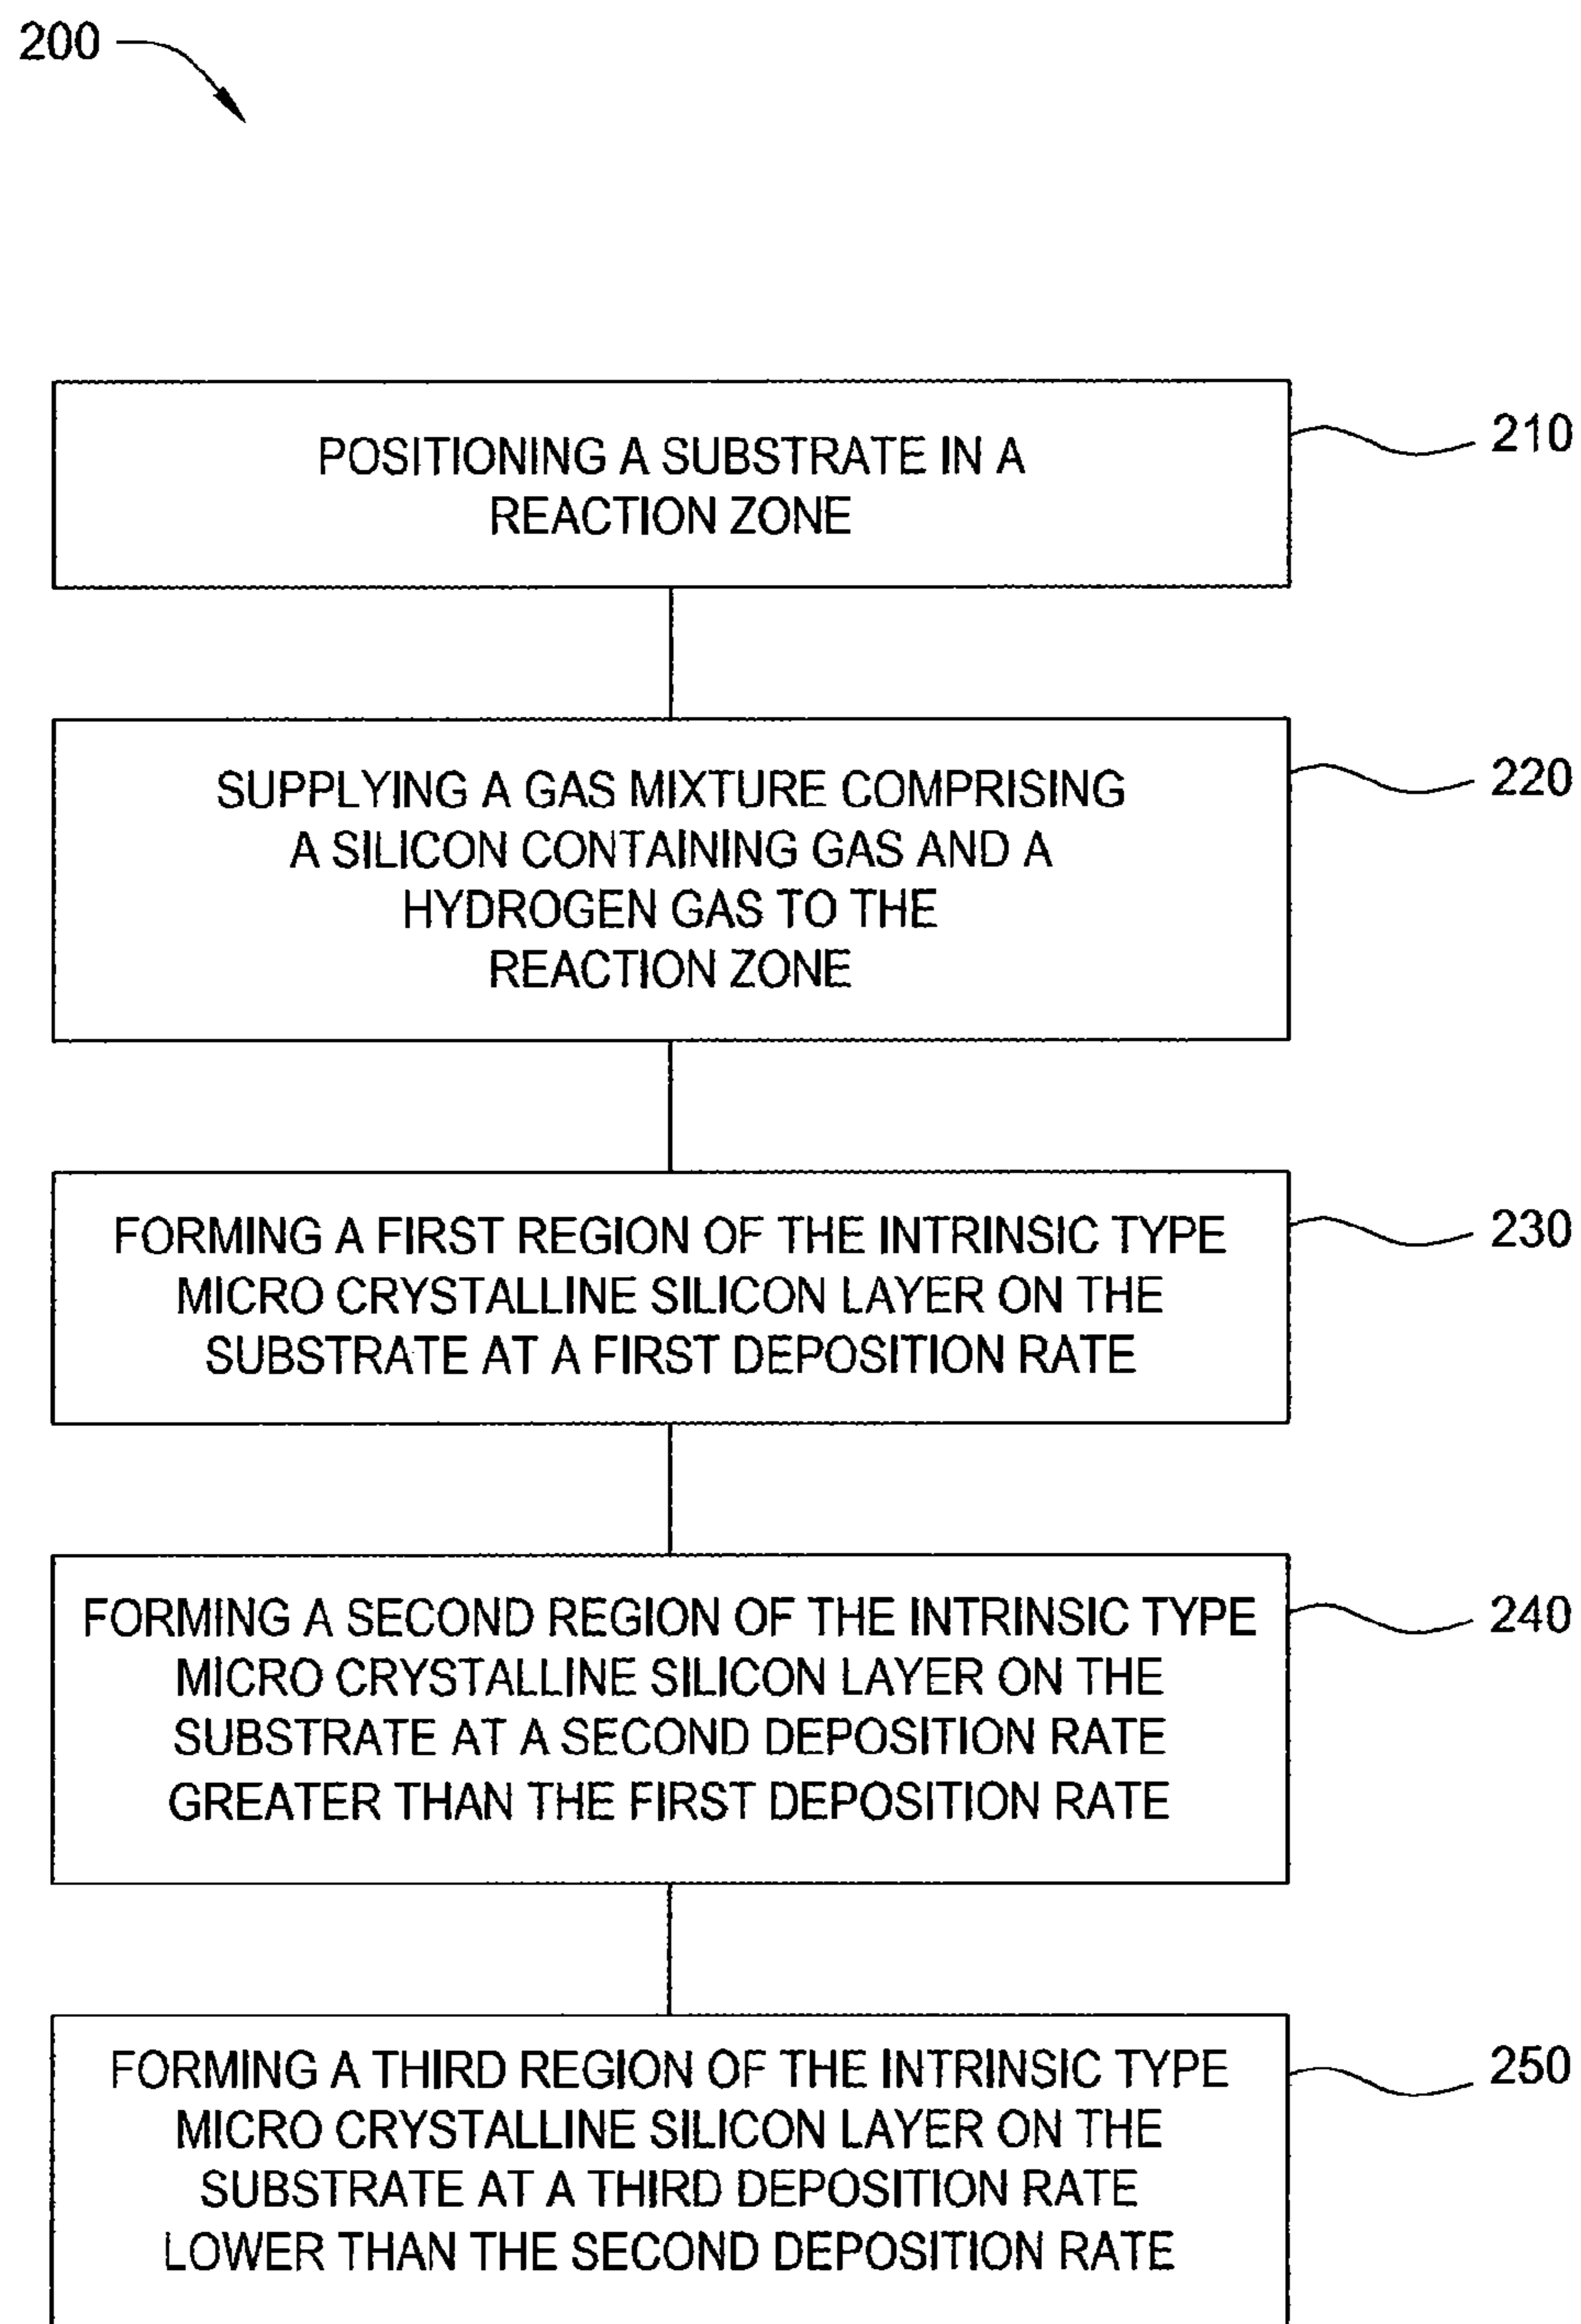 200
POSITIONING A SUBSTRATE IN A
REACTION ZONE
210
SUPPLYING A GAS MIXTURE COMPRISING
A SILICON CONTAINING GAS AND A
HYDROGEN GAS TO THE
REACTION ZONE
220
FORMING A FIRST REGION OF THE INTRINSIC TYPE
MICRO CRYSTALLINE SILICON LAYER ON THE
SUBSTRATE AT A FIRST DEPOSITION RATE
230
FORMING A SECOND REGION OF THE INTRINSIC TYPE
MICRO CRYSTALLINE SILICON LAYER ON THE
SUBSTRATE AT A SECOND DEPOSITION RATE
GREATER THAN THE FIRST DEPOSITION RATE
240
FORMING A THIRD REGION OF THE INTRINSIC TYPE
MICRO CRYSTALLINE SILICON LAYER ON THE
SUBSTRATE AT A THIRD DEPOSITION RATE
LOWER THAN THE SECOND DEPOSITION RATE
250